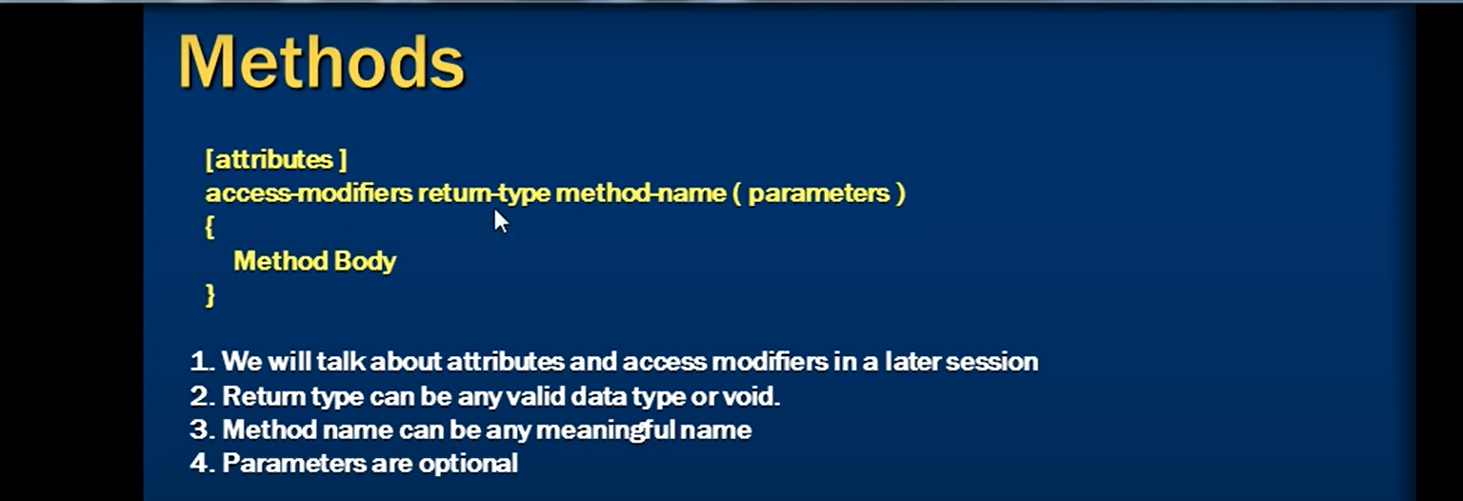 Methods
[attributes ]
access-modifiers return-type method-name ( parameters )
{
Method Body
}
1. We will talk about attributes and access modifiers in a later session
2. Return type can be any valid data type or void.
3. Method name can be any meaningful name
4. Parameters are optional